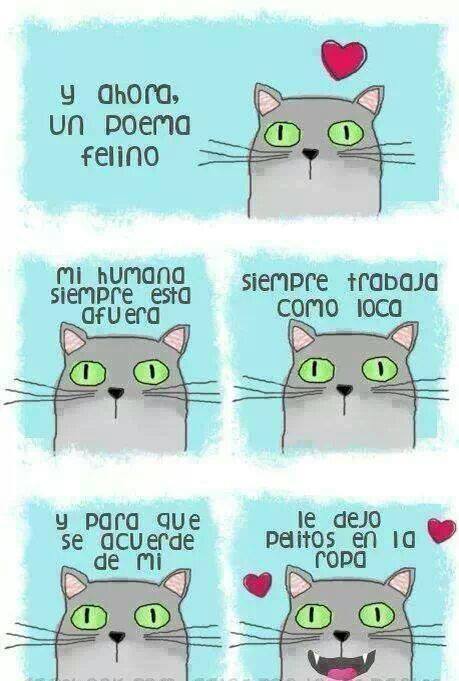 y ahora,
un poema
felino
mi humana
siempre esta
afuera
siempre trabaja
como loca
y para que
se acuerde
de mi
le dejo
pelitos en la
ropa